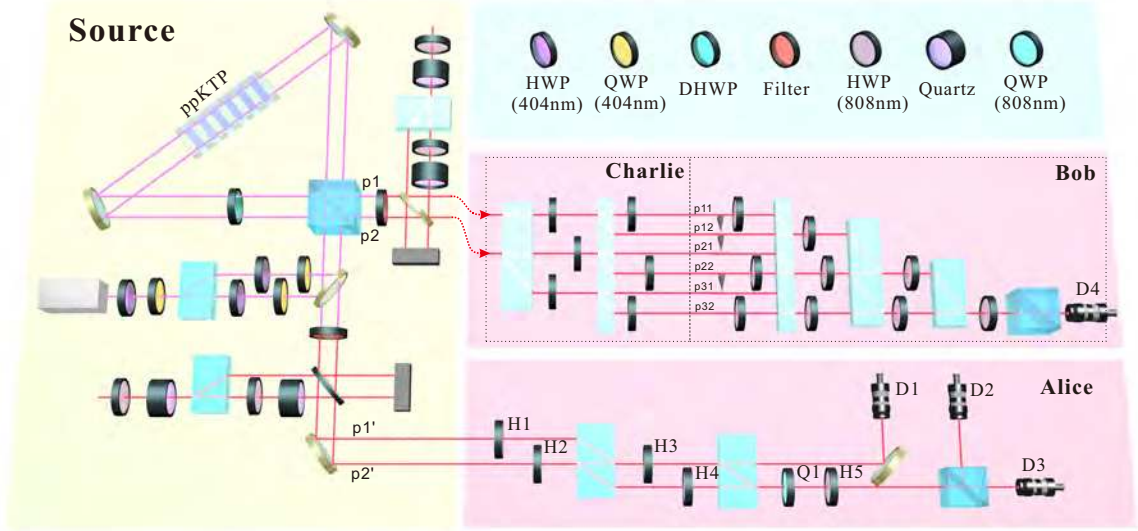 Source
ppKTP
p1
p2
HWP
(404nm)
QWP
(404nm)
DHWP
Filter
HWP
(808nm)
Quartz
QWP
(808nm)
Charlie
Bob
p11
p12
p21
p22
p31
p32
D4
Alice
D1
D2
D3
p1'
p2'
H1
H2
H3
H4
Q1
H5